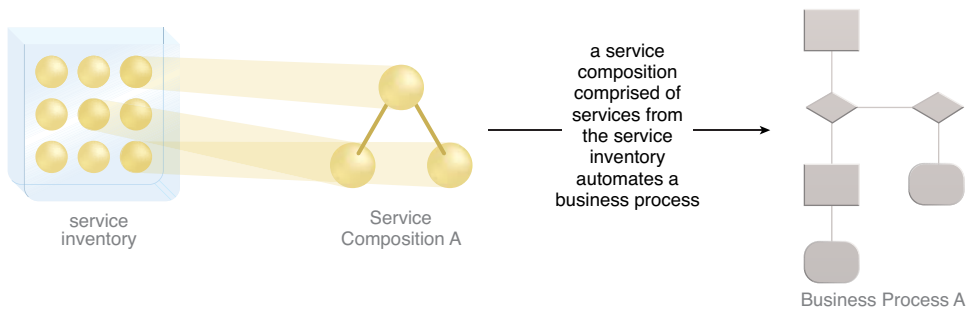 service
inventory
Service
Composition A
a service
composition
comprised of
services from
the service
inventory
automates a
business process
Business Process A